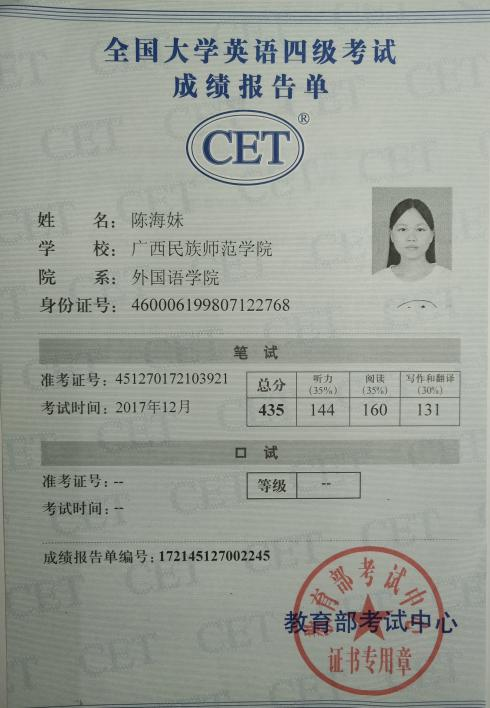 全国大学英语四级考试
成绩报告单
CET®
姓 名：陈海妹
学 校：广西民族师范学院
院 系：外国语学院
身份证号：460006199807122768
笔 试
准考证号：451270172103921
考试时间：2017年12月
总分 听力(35%) 阅读(35%) 写作和翻译(30%)
435 144 160 131
口 试
准考证号：--
考试时间：--
等级 --
成绩报告单编号：172145127002245
教育部考试中心
教育部考试中心
证书专用章